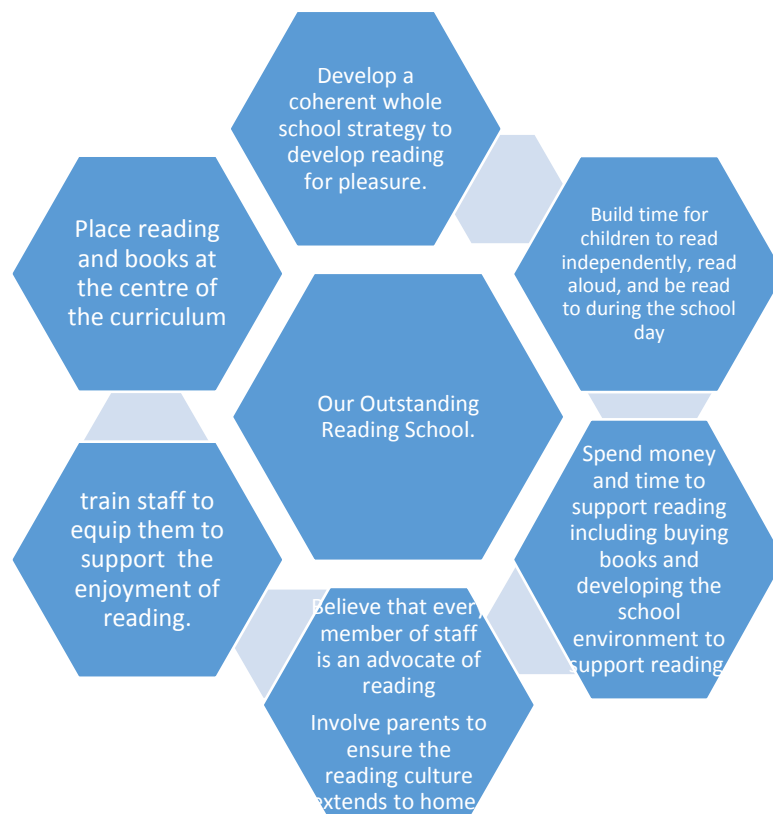 Develop a
coherent whole
school strategy to
develop reading
for pleasure.
Build time for
children to read
independently, read
aloud, and be read
to during the school
day
Spend money
and time to
support reading
including buying
books and
developing the
school
environment to
support reading
Believe that every
member of staff
is an advocate of
reading
Involve parents to
ensure the
reading culture
extends to home
train staff to
equip them to
support the
enjoyment of
reading.
Place reading
and books at
the centre of
the curriculum
Our Outstanding
Reading School.